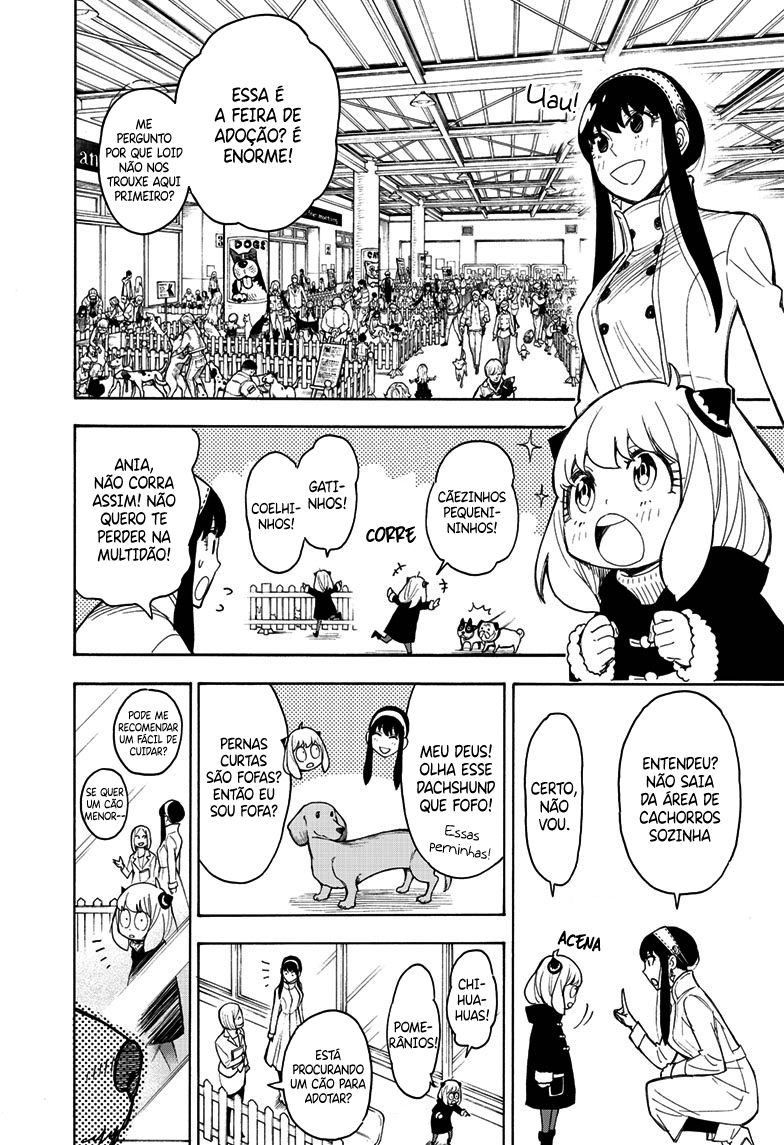 Uau!
ESSA É
A FEIRA DE
ADOÇÃO? É
ENORME!
ME
PERGUNTO
POR QUE LOID
NÃO NOS
TROUXE AQUI
PRIMEIRO?
DOGS
CÃEZINHOS
PEQUENI-
NINHOS!
CORRE
GATI-
NHOS!
COELHI-
NHOS!
ANIA,
NÃO CORRA
ASSIM! NÃO
QUERO TE
PERDER NA
MULTIDÃO!
ENTENDEU?
NÃO SAIA
DA ÁREA DE
CACHORROS
SOZINHA
CERTO,
NÃO
VOU.
ACENA
MEU DEUS!
OLHA ESSE
DACHSHUND
QUE FOFO!
Essas
perninhas!
PERNAS
CURTAS
SÃO FOFAS?
ENTÃO EU
SOU FOFA?
CHI-
HUA-
HUAS!
POME-
RÂNIOS!
ESTÁ
PROCURANDO
UM CÃO PARA
ADOTAR?
PODE ME
RECOMENDAR
UM FÁCIL DE
CUIDAR?
SE QUER
UM CÃO
MENOR--